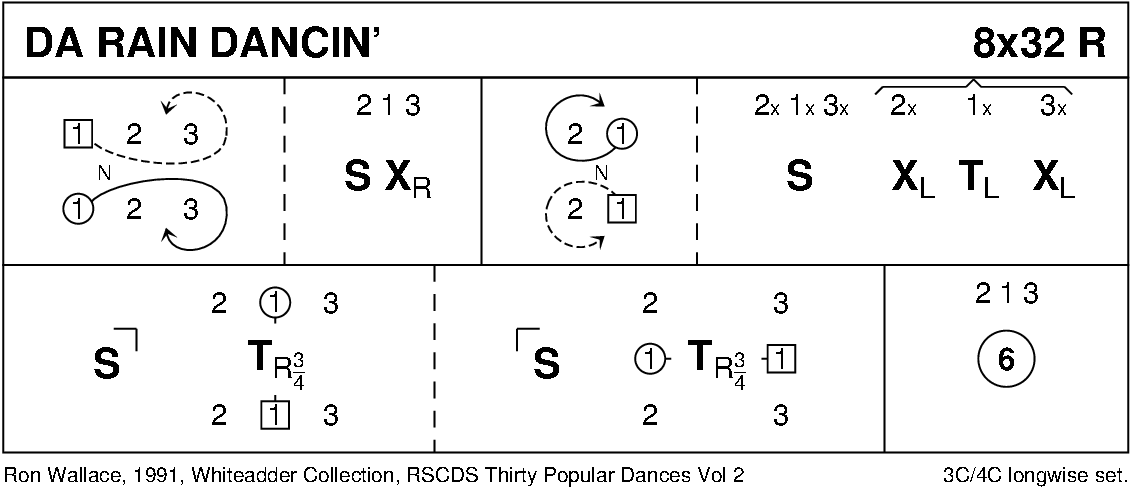 DA RAIN DANCIN’ 8x32 R
1 2 3
N
1 2 3
2 1 3
S XR
2 1
N
2 1
2x 1x 3x 2x 1x 3x
S XL TL XL
2 1 3
S TR3/4
2 1 3
2 3
S 1 TR3/4 1
2 3
2 1 3
6
Ron Wallace, 1991, Whiteadder Collection, RSCDS Thirty Popular Dances Vol 2 3C/4C longwise set.